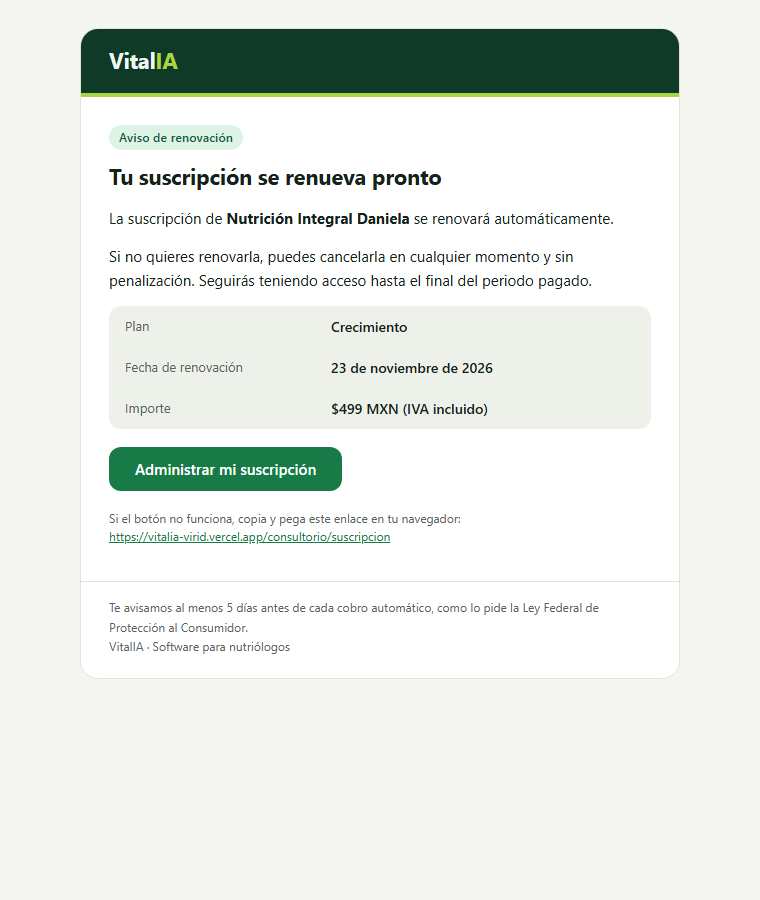 VitalIA
Aviso de renovación
Tu suscripción se renueva pronto
La suscripción de Nutrición Integral Daniela se renovará automáticamente.
Si no quieres renovarla, puedes cancelarla en cualquier momento y sin
penalización. Seguirás teniendo acceso hasta el final del periodo pagado.
Plan Crecimiento
Fecha de renovación 23 de noviembre de 2026
Importe $499 MXN (IVA incluido)
Administrar mi suscripción
Si el botón no funciona, copia y pega este enlace en tu navegador:
https://vitalia-virid.vercel.app/consultorio/suscripcion
Te avisamos al menos 5 días antes de cada cobro automático, como lo pide la Ley Federal de
Protección al Consumidor.
VitalIA · Software para nutriólogos